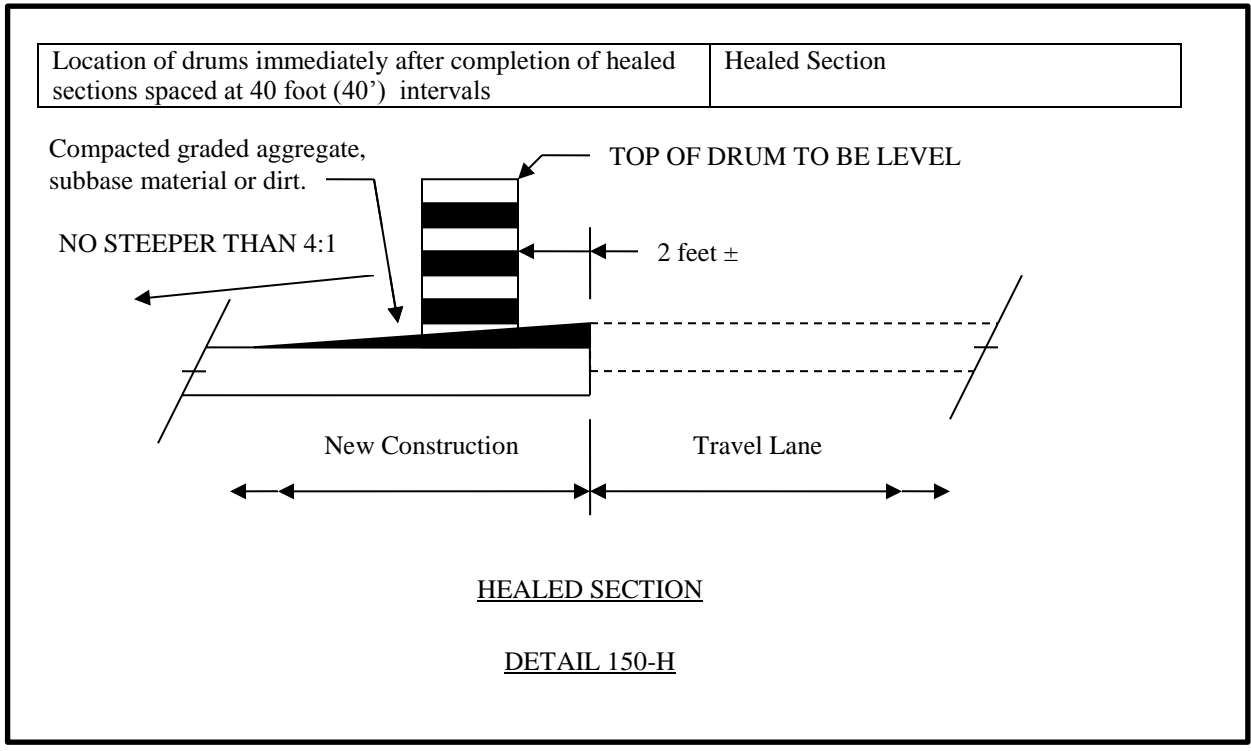 Location of drums immediately after completion of healed
sections spaced at 40 foot (40’) intervals
Healed Section
Compacted graded aggregate,
subbase material or dirt.
TOP OF DRUM TO BE LEVEL
NO STEEPER THAN 4:1
2 feet ±
New Construction
Travel Lane
HEALED SECTION
DETAIL 150-H